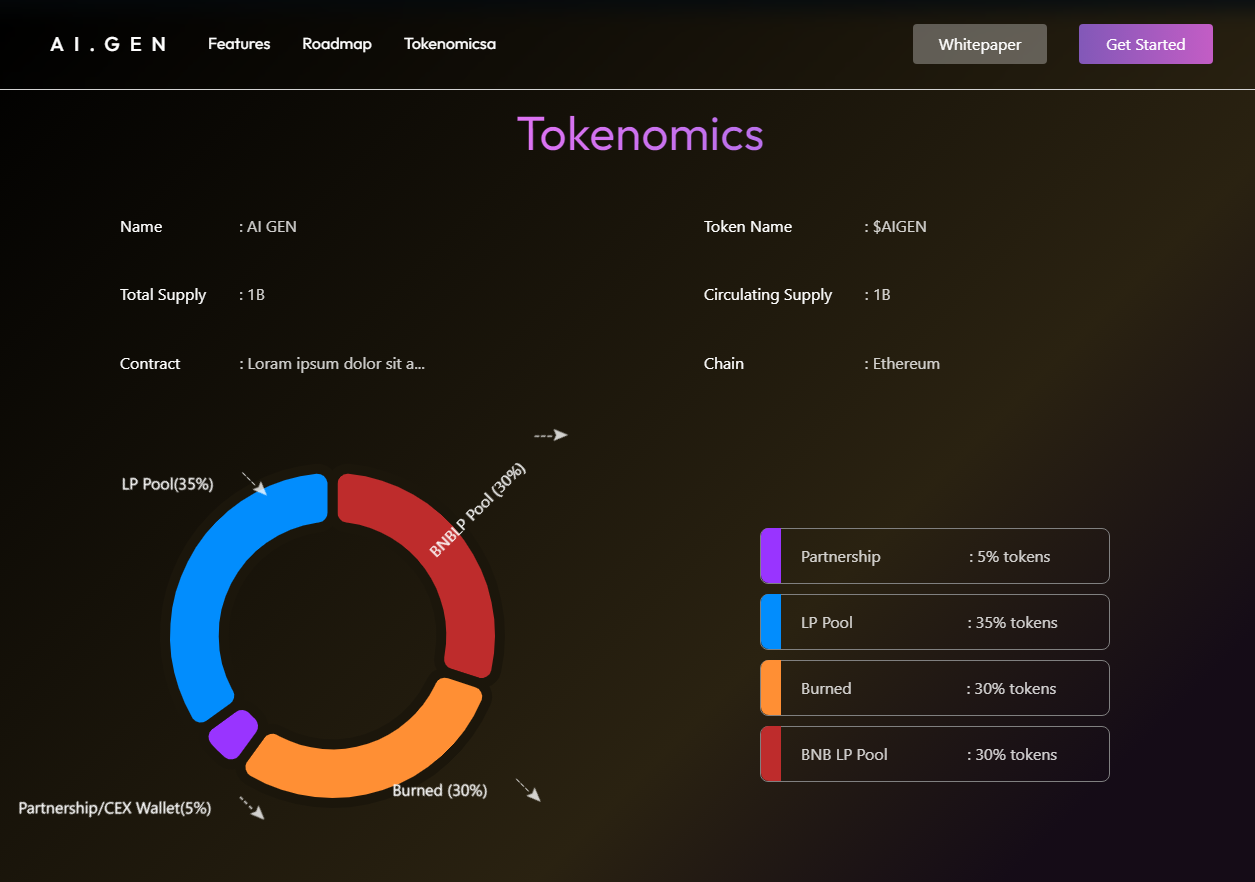 AI.GEN Features Roadmap Tokenomicsa Whitepaper Get Started
Tokenomics
Name : AI GEN Token Name : $AIGEN
Total Supply : 1B Circulating Supply : 1B
Contract : Loram ipsum dolor sit a... Chain : Ethereum
LP Pool(35%)
BNBLP Pool (30%)
Burned (30%)
Partnership/CEX Wallet(5%)
Partnership : 5% tokens
LP Pool : 35% tokens
Burned : 30% tokens
BNB LP Pool : 30% tokens